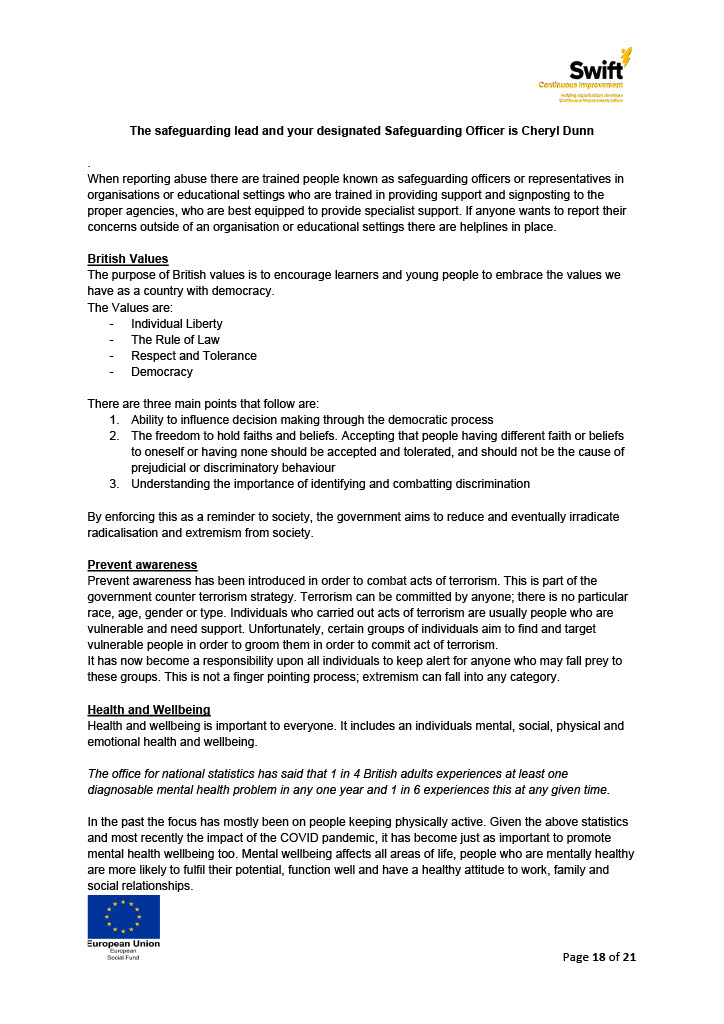 Swift
Continuous Improvement
Helping organisations develop a
Continuous Improvement culture
The safeguarding lead and your designated Safeguarding Officer is Cheryl Dunn
.
When reporting abuse there are trained people known as safeguarding officers or representatives in
organisations or educational settings who are trained in providing support and signposting to the
proper agencies, who are best equipped to provide specialist support. If anyone wants to report their
concerns outside of an organisation or educational settings there are helplines in place.
British Values
The purpose of British values is to encourage learners and young people to embrace the values we
have as a country with democracy.
The Values are:
- Individual Liberty
- The Rule of Law
- Respect and Tolerance
- Democracy
There are three main points that follow are:
1. Ability to influence decision making through the democratic process
2. The freedom to hold faiths and beliefs. Accepting that people having different faith or beliefs
to oneself or having none should be accepted and tolerated, and should not be the cause of
prejudicial or discriminatory behaviour
3. Understanding the importance of identifying and combatting discrimination
By enforcing this as a reminder to society, the government aims to reduce and eventually irradicate
radicalisation and extremism from society.
Prevent awareness
Prevent awareness has been introduced in order to combat acts of terrorism. This is part of the
government counter terrorism strategy. Terrorism can be committed by anyone; there is no particular
race, age, gender or type. Individuals who carried out acts of terrorism are usually people who are
vulnerable and need support. Unfortunately, certain groups of individuals aim to find and target
vulnerable people in order to groom them in order to commit act of terrorism.
It has now become a responsibility upon all individuals to keep alert for anyone who may fall prey to
these groups. This is not a finger pointing process; extremism can fall into any category.
Health and Wellbeing
Health and wellbeing is important to everyone. It includes an individuals mental, social, physical and
emotional health and wellbeing.
The office for national statistics has said that 1 in 4 British adults experiences at least one
diagnosable mental health problem in any one year and 1 in 6 experiences this at any given time.
In the past the focus has mostly been on people keeping physically active. Given the above statistics
and most recently the impact of the COVID pandemic, it has become just as important to promote
mental health wellbeing too. Mental wellbeing affects all areas of life, people who are mentally healthy
are more likely to fulfil their potential, function well and have a healthy attitude to work, family and
social relationships.
European Union
European
Social Fund
Page 18 of 21